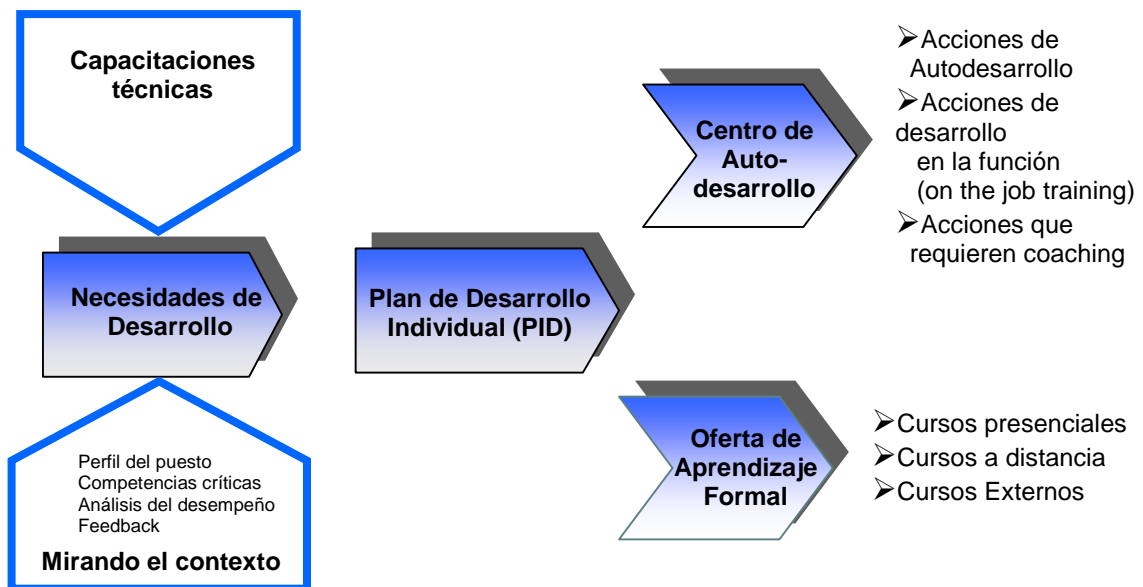 Capacitaciones
técnicas
Necesidades de
Desarrollo
Perfil del puesto
Competencias críticas
Análisis del desempeño
Feedback
Mirando el contexto
Plan de Desarrollo
Individual (PID)
Centro de
Auto-
desarrollo
➢Acciones de
Autodesarrollo
➢Acciones de
desarrollo
en la función
(on the job training)
➢Acciones que
requieren coaching
Oferta de
Aprendizaje
Formal
➢Cursos presenciales
➢Cursos a distancia
➢Cursos Externos